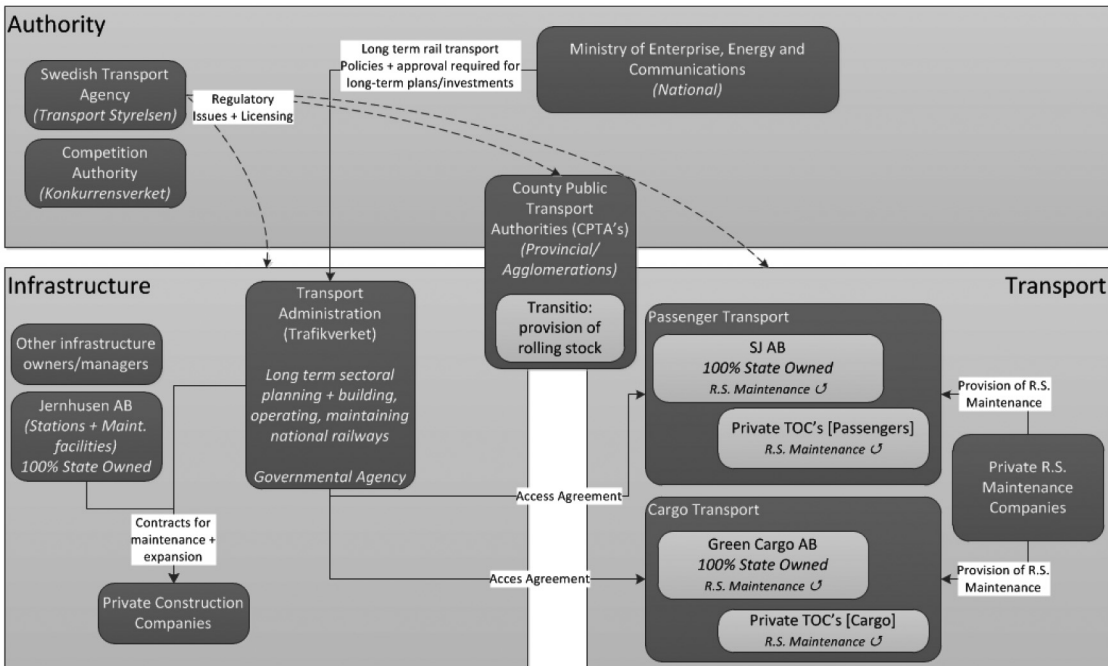 Authority
Swedish Transport
Agency
(Transport Styrelsen)
Competition
Authority
(Konkurrensverket)
Regulatory
Issues + Licensing
Long term rail transport
Policies + approval required for
long-term plans/investments
Ministry of Enterprise, Energy and
Communications
(National)
County Public
Transport
Authorities (CPTA's)
(Provincial/
Agglomerations)
Transitio:
provision of
rolling stock
Infrastructure
Other infrastructure
owners/managers
Jernhusen AB
(Stations + Maint.
facilities)
100% State Owned
Transport
Administration
(Trafikverket)
Long term sectoral
planning + building,
operating, maintaining
national railways
Governmental Agency
Contracts for
maintenance +
expansion
Private Construction
Companies
Access Agreement
Acces Agreement
Transport
Passenger Transport
SJ AB
100% State Owned
R.S. Maintenance ↺
Private TOC's [Passengers]
R.S. Maintenance ↺
Cargo Transport
Green Cargo AB
100% State Owned
R.S. Maintenance ↺
Private TOC's [Cargo]
R.S. Maintenance ↺
Provision of R.S.
Maintenance
Private R.S.
Maintenance
Companies
Provision of R.S.
Maintenance